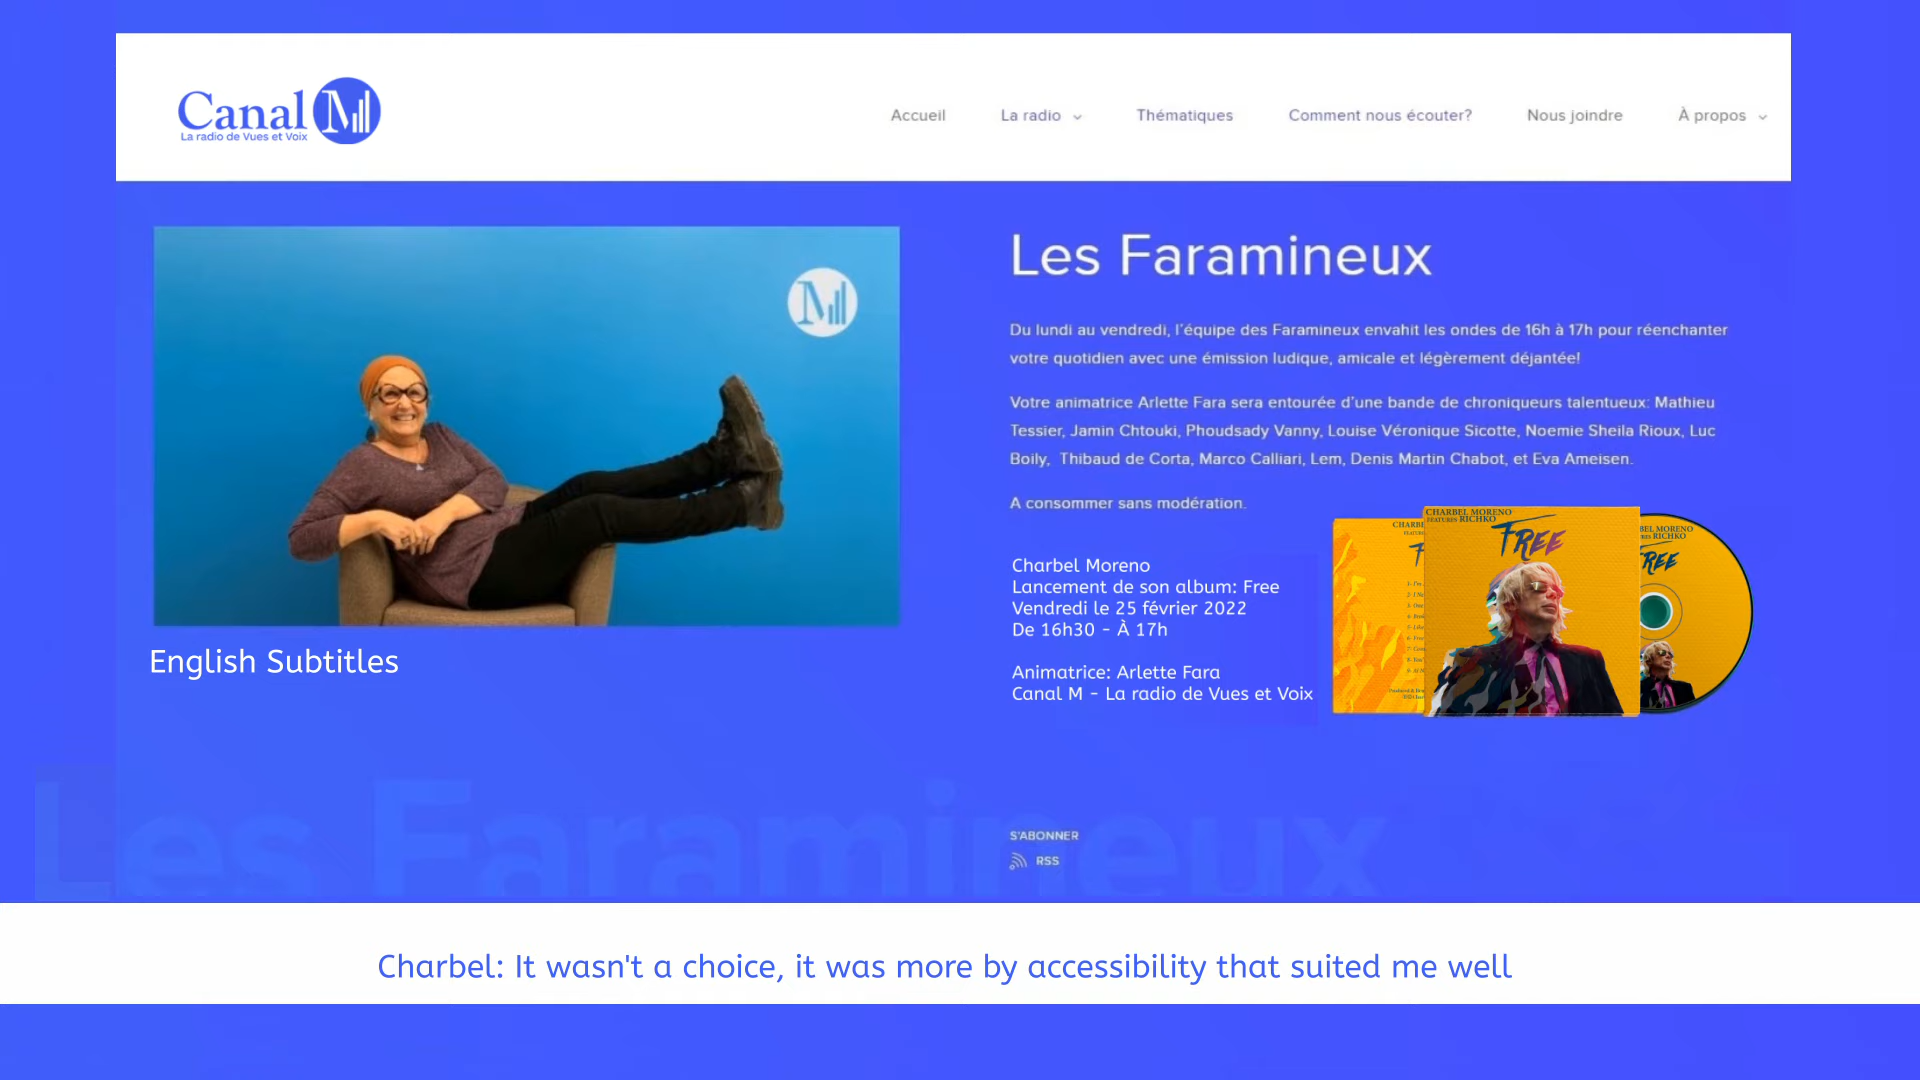 Canal M
La radio de Vues et Voix
Accueil
La radio
Thématiques
Comment nous écouter?
Nous joindre
À propos
M
Les Faramineux
Du lundi au vendredi, l'équipe des Faramineux envahit les ondes de 16h à 17h pour réenchanter
votre quotidien avec une émission ludique, amicale et légèrement déjantée!
Votre animatrice Arlette Fara sera entourée d'une bande de chroniqueurs talentueux: Mathieu
Tessier, Jamin Chtouki, Phoudsady Vanny, Louise Véronique Sicotte, Noemie Sheila Rioux, Luc
Boily, Thibaud de Corta, Marco Calliari, Lem, Denis Martin Chabot, et Eva Ameisen.
A consommer sans modération.
Charbel Moreno
Lancement de son album: Free
Vendredi le 25 février 2022
De 16h30 - À 17h
Animatrice: Arlette Fara
Canal M - La radio de Vues et Voix
CHARBEL MORENO
FEATURES RICHKO
FREE
English Subtitles
Les Faramineux
S'ABONNER
RSS
Charbel: It wasn't a choice, it was more by accessibility that suited me well